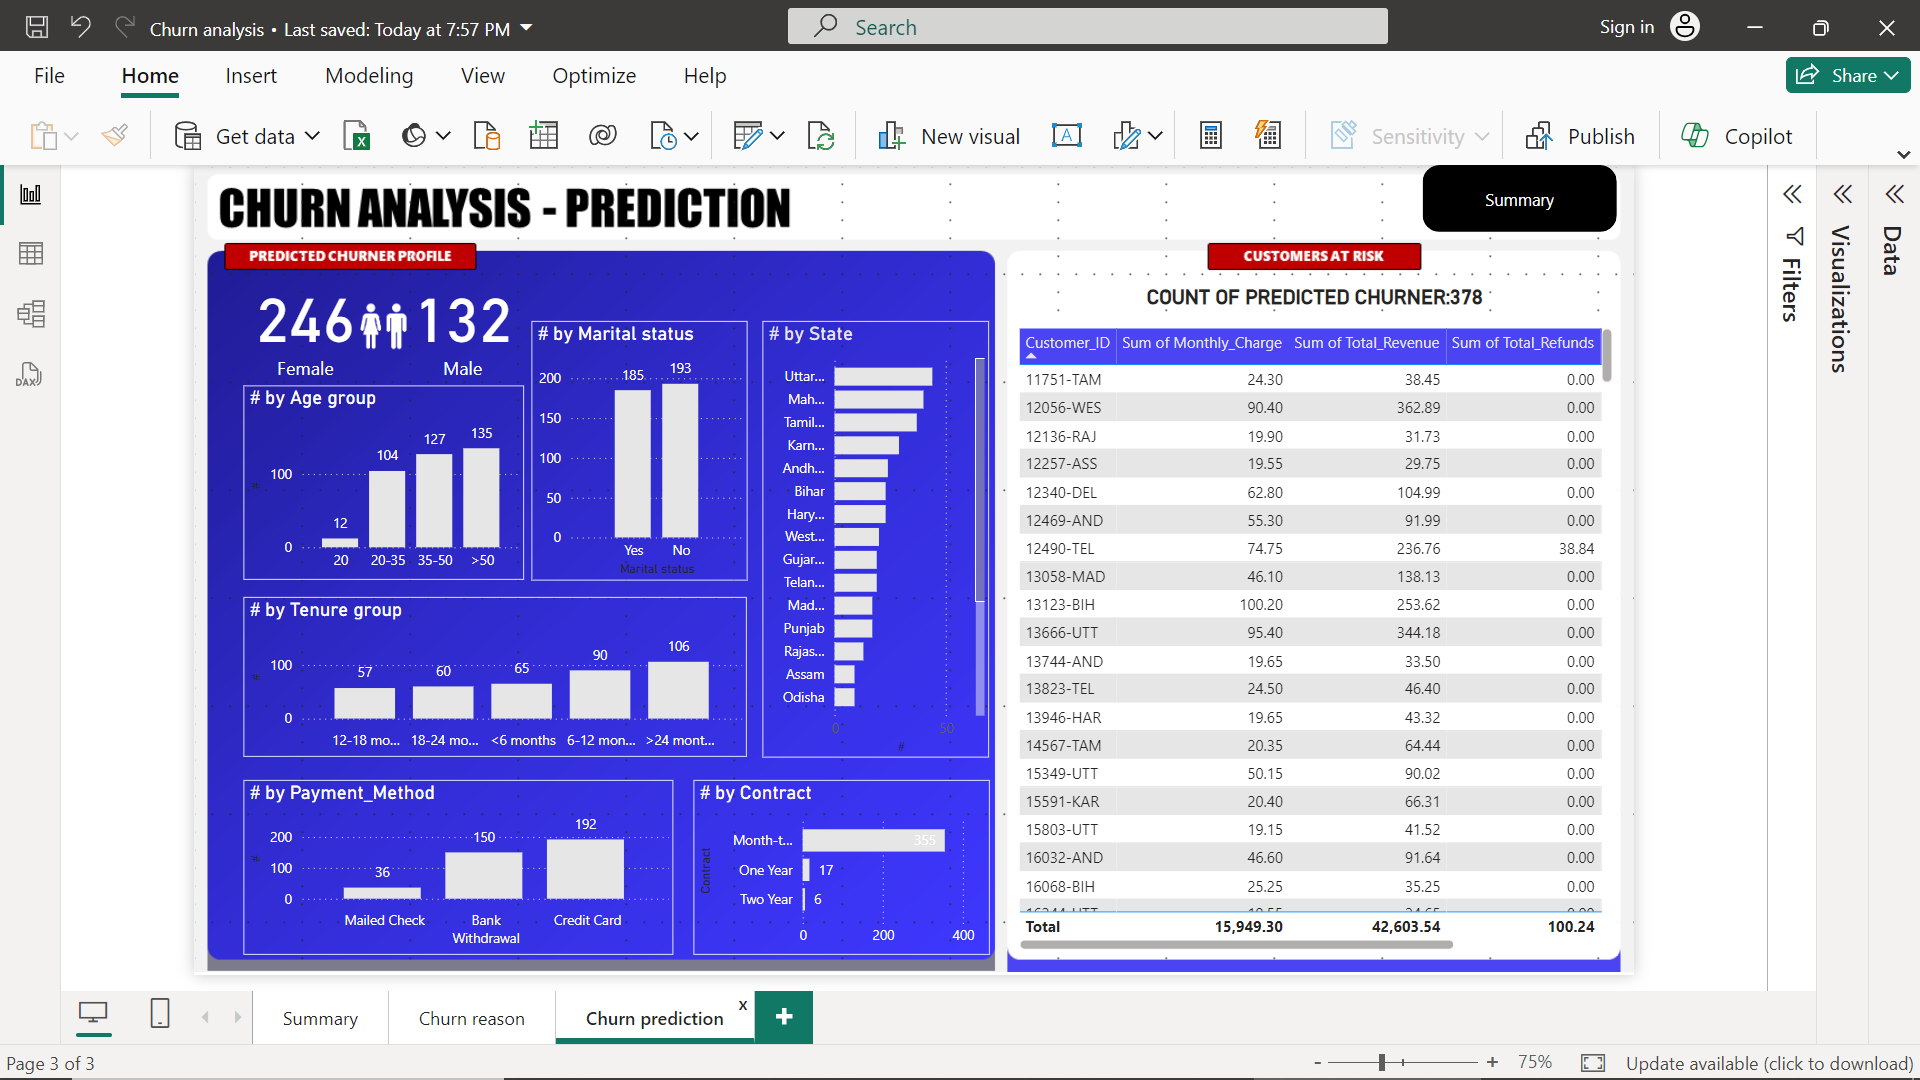 Churn analysis • Last saved: Today at 7:57 PM
Search
Sign in
File Home Insert Modeling View Optimize Help
Share
Get data
New visual
Sensitivity
Publish
Copilot
CHURN ANALYSIS - PREDICTION
Summary
PREDICTED CHURNER PROFILE
246 132
Female Male
# by Age group
100
0
12
104
127
135
20 20-35 35-50 >50
#
# by Marital status
200
150
100
50
0
185
193
Yes No
Marital status
# by State
Uttar...
Mah...
Tamil...
Karn...
Andh...
Bihar
Hary...
West...
Gujar...
Telan...
Mad...
Punjab
Rajas...
Assam
Odisha
0 50
#
# by Tenure group
100
0
57
60
65
90
106
12-18 mo... 18-24 mo... <6 months 6-12 mon... >24 mont...
#
# by Payment_Method
200
100
0
36
150
192
Mailed Check Bank Withdrawal Credit Card
#
# by Contract
Contract
Month-t... 355
One Year 17
Two Year 6
0 200 400
CUSTOMERS AT RISK
COUNT OF PREDICTED CHURNER:378
Customer_ID Sum of Monthly_Charge Sum of Total_Revenue Sum of Total_Refunds
11751-TAM 24.30 38.45 0.00
12056-WES 90.40 362.89 0.00
12136-RAJ 19.90 31.73 0.00
12257-ASS 19.55 29.75 0.00
12340-DEL 62.80 104.99 0.00
12469-AND 55.30 91.99 0.00
12490-TEL 74.75 236.76 38.84
13058-MAD 46.10 138.13 0.00
13123-BIH 100.20 253.62 0.00
13666-UTT 95.40 344.18 0.00
13744-AND 19.65 33.50 0.00
13823-TEL 24.50 46.40 0.00
13946-HAR 19.65 43.32 0.00
14567-TAM 20.35 64.44 0.00
15349-UTT 50.15 90.02 0.00
15591-KAR 20.40 66.31 0.00
15803-UTT 19.15 41.52 0.00
16032-AND 46.60 91.64 0.00
16068-BIH 25.25 35.25 0.00
Total 15,949.30 42,603.54 100.24
Filters
Visualizations
Data
DAX
Summary Churn reason Churn prediction x
+
Page 3 of 3
- + 75%
Update available (click to download)